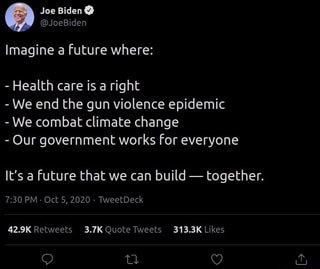 Joe Biden
@JoeBiden
Imagine a future where:
- Health care is a right
- We end the gun violence epidemic
- We combat climate change
- Our government works for everyone
It's a future that we can build — together.
7:30 PM · Oct 5, 2020 · TweetDeck
42.9K Retweets 3.7K Quote Tweets 313.3K Likes